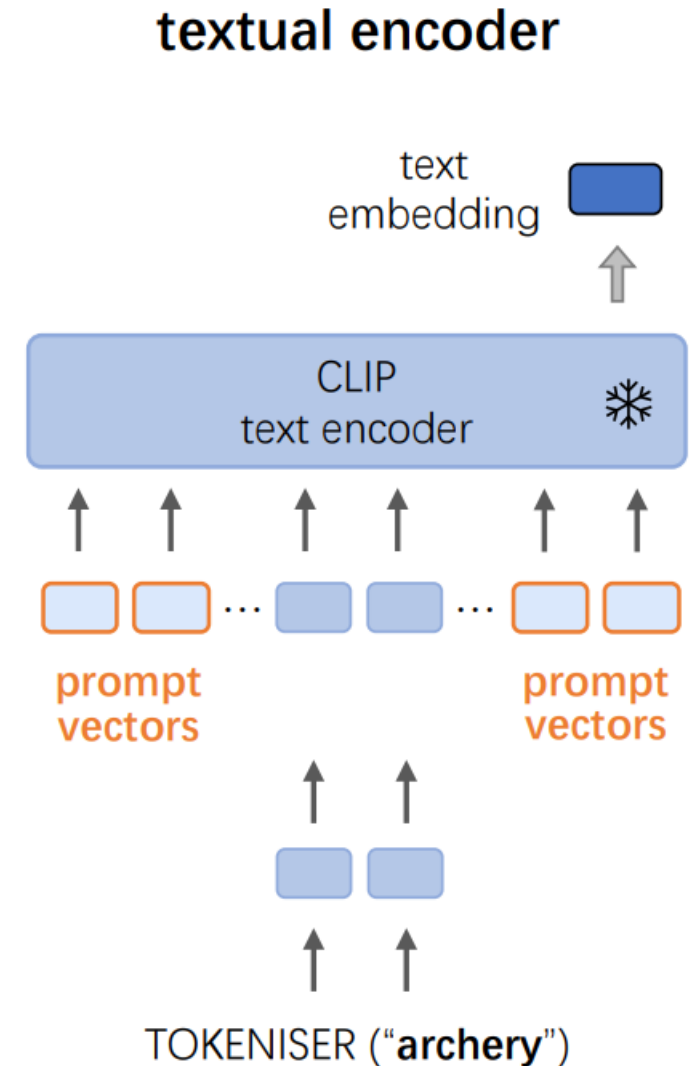 textual encoder
text
embedding
CLIP
text encoder
... ...
prompt prompt
vectors vectors
TOKENISER (“archery”)